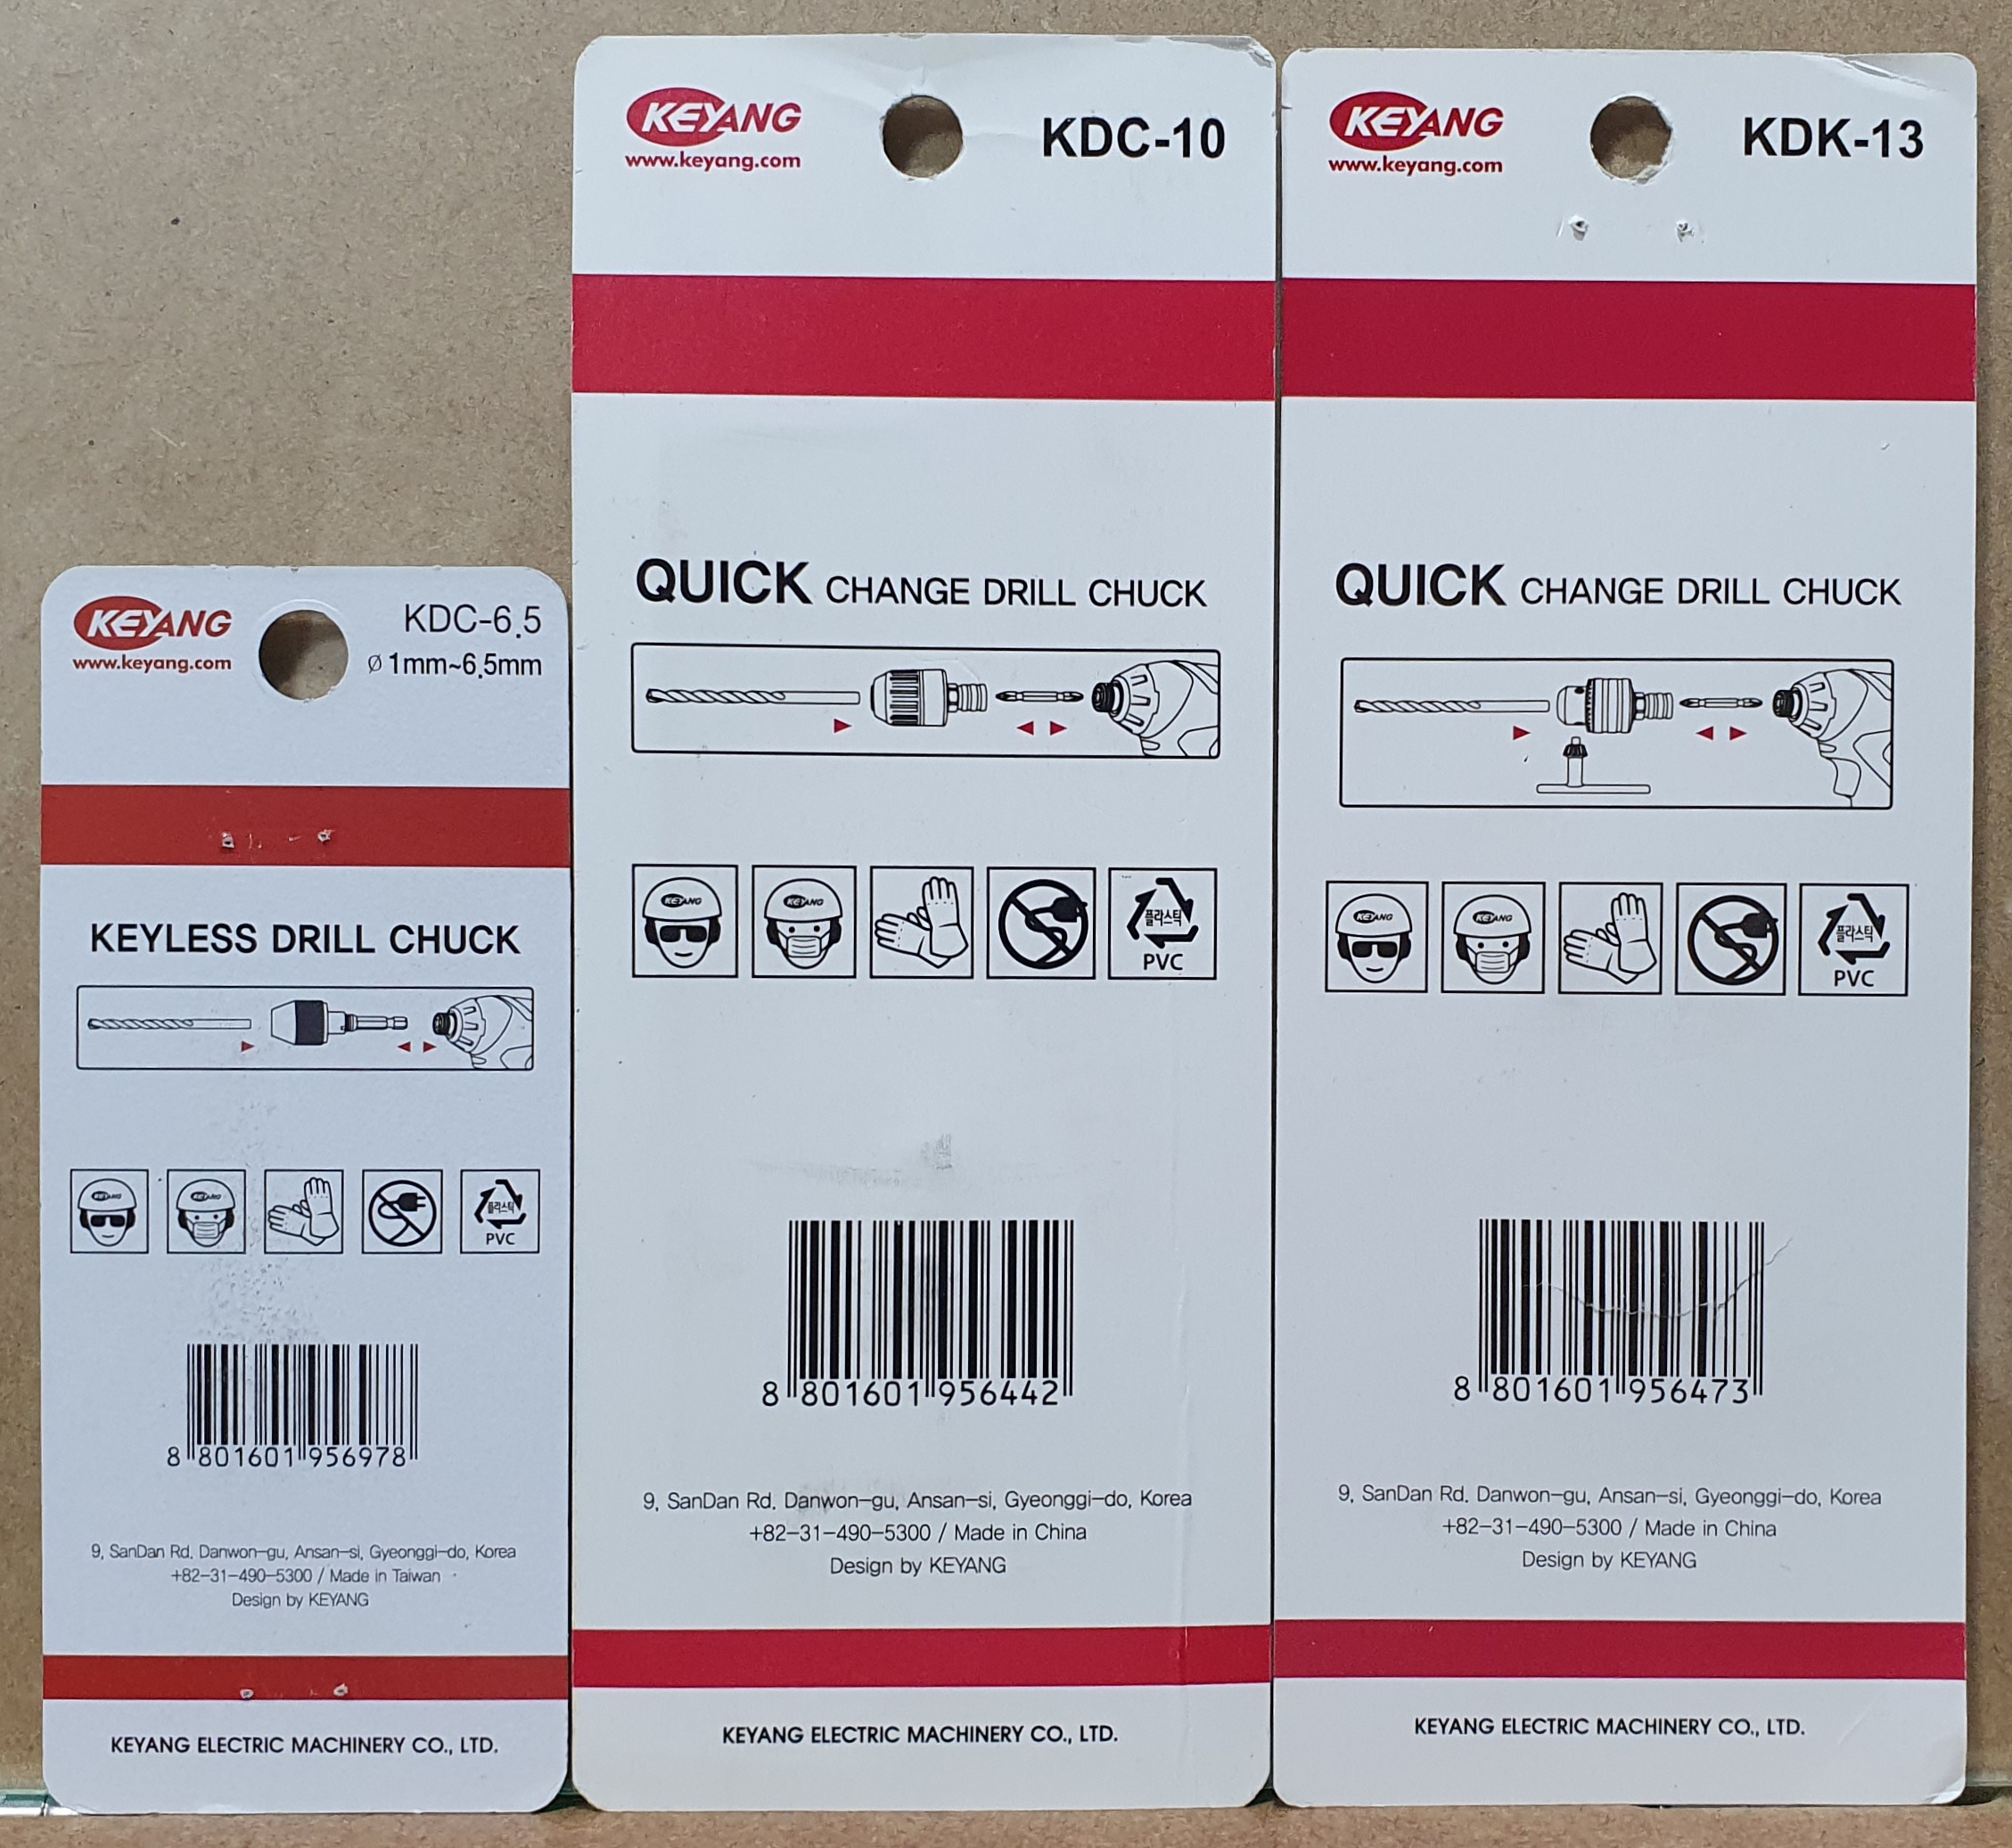 KEYANG
www.keyang.com
KDC-6.5
Ø 1mm~6.5mm
KEYLESS DRILL CHUCK
KEYANG
KEYANG
플라스틱
PVC
8 801601 956978
9, SanDan Rd. Danwon-gu, Ansan-si, Gyeonggi-do, Korea
+82-31-490-5300 / Made in Taiwan
Design by KEYANG
KEYANG ELECTRIC MACHINERY CO., LTD.
KEYANG
www.keyang.com
KDC-10
QUICK CHANGE DRILL CHUCK
KEYANG
KEYANG
플라스틱
PVC
8 801601 956442
9, SanDan Rd. Danwon-gu, Ansan-si, Gyeonggi-do, Korea
+82-31-490-5300 / Made in China
Design by KEYANG
KEYANG ELECTRIC MACHINERY CO., LTD.
KEYANG
www.keyang.com
KDK-13
QUICK CHANGE DRILL CHUCK
KEYANG
KEYANG
플라스틱
PVC
8 801601 956473
9, SanDan Rd. Danwon-gu, Ansan-si, Gyeonggi-do, Korea
+82-31-490-5300 / Made in China
Design by KEYANG
KEYANG ELECTRIC MACHINERY CO., LTD.